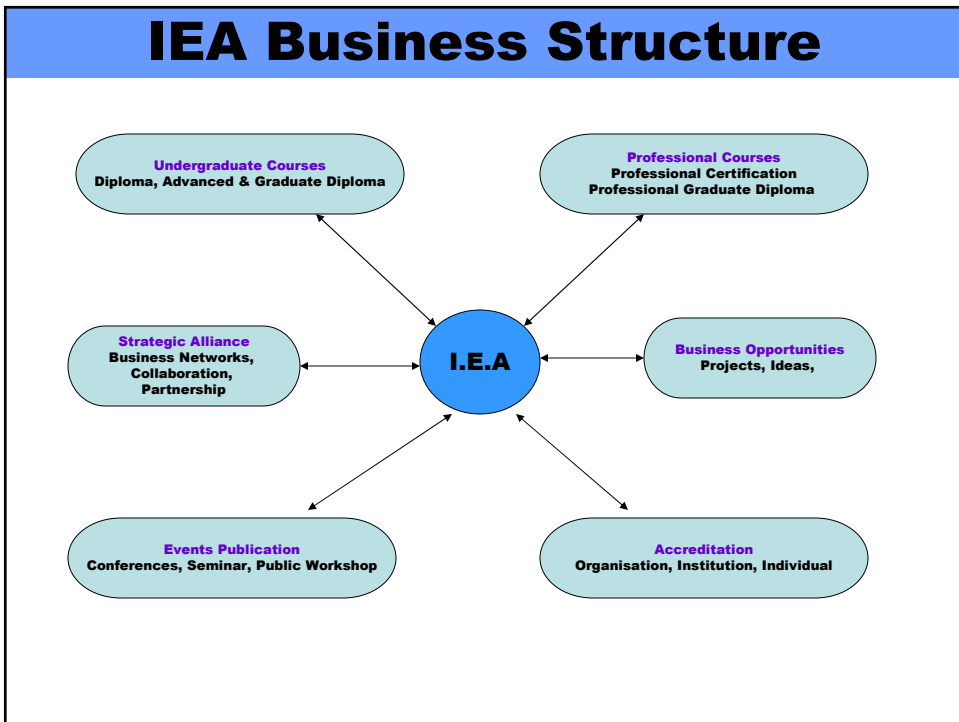 IEA Business Structure
Undergraduate Courses
Diploma, Advanced & Graduate Diploma
Professional Courses
Professional Certification
Professional Graduate Diploma
Strategic Alliance
Business Networks,
Collaboration,
Partnership
I.E.A
Business Opportunities
Projects, Ideas,
Events Publication
Conferences, Seminar, Public Workshop
Accreditation
Organisation, Institution, Individual